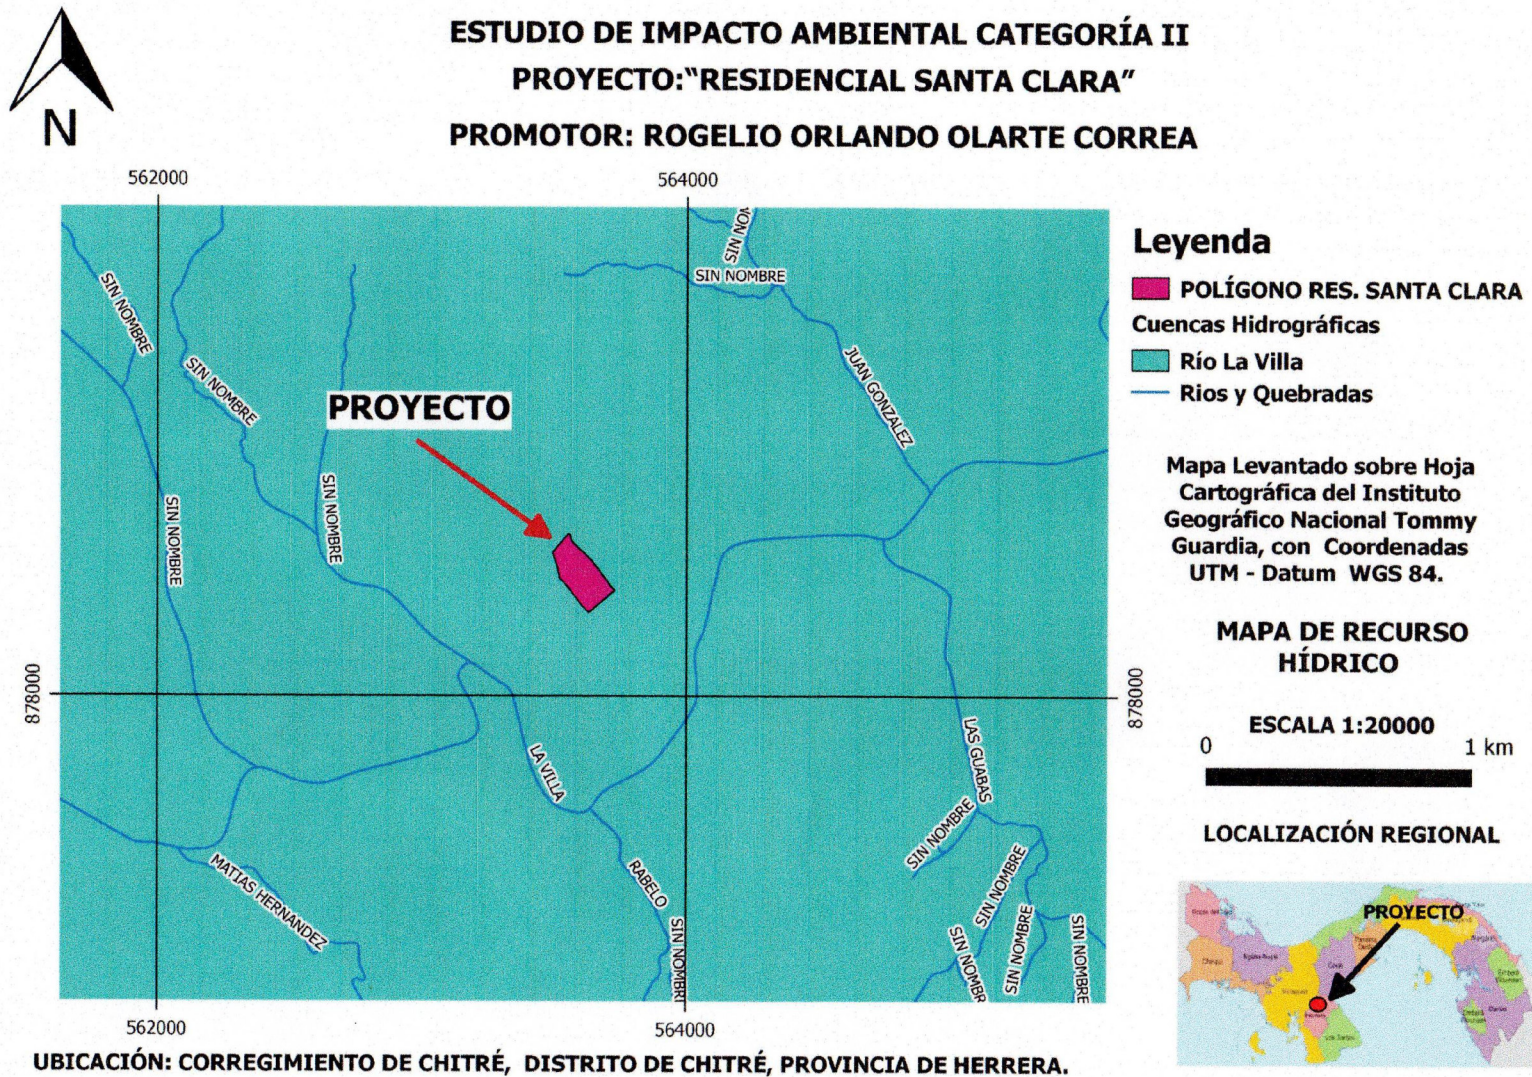 ESTUDIO DE IMPACTO AMBIENTAL CATEGORÍA II
PROYECTO:“RESIDENCIAL SANTA CLARA”
PROMOTOR: ROGELIO ORLANDO OLARTE CORREA
N
562000
564000
SIN NOM
SIN NOMBRE
SIN NOMBRE
SIN NOMBRE
JUAN GONZALEZ
PROYECTO
SIN NOMBRE
SIN NOMBRE
878000
878000
LA VILLA
LAS GUABAS
SIN NOMBRE
SIN NOMBRE
MATIAS HERNANDEZ
RABELO
SIN NOMBRE
SIN NOMBR
SIN NOMBRE
SIN NOMBRE
562000
564000
Leyenda
POLÍGONO RES. SANTA CLARA
Cuencas Hidrográficas
Río La Villa
Rios y Quebradas
Mapa Levantado sobre Hoja
Cartográfica del Instituto
Geográfico Nacional Tommy
Guardia, con Coordenadas
UTM - Datum WGS 84.
MAPA DE RECURSO
HÍDRICO
ESCALA 1:20000
0 1 km
LOCALIZACIÓN REGIONAL
PROYECTO
UBICACIÓN: CORREGIMIENTO DE CHITRÉ, DISTRITO DE CHITRÉ, PROVINCIA DE HERRERA.